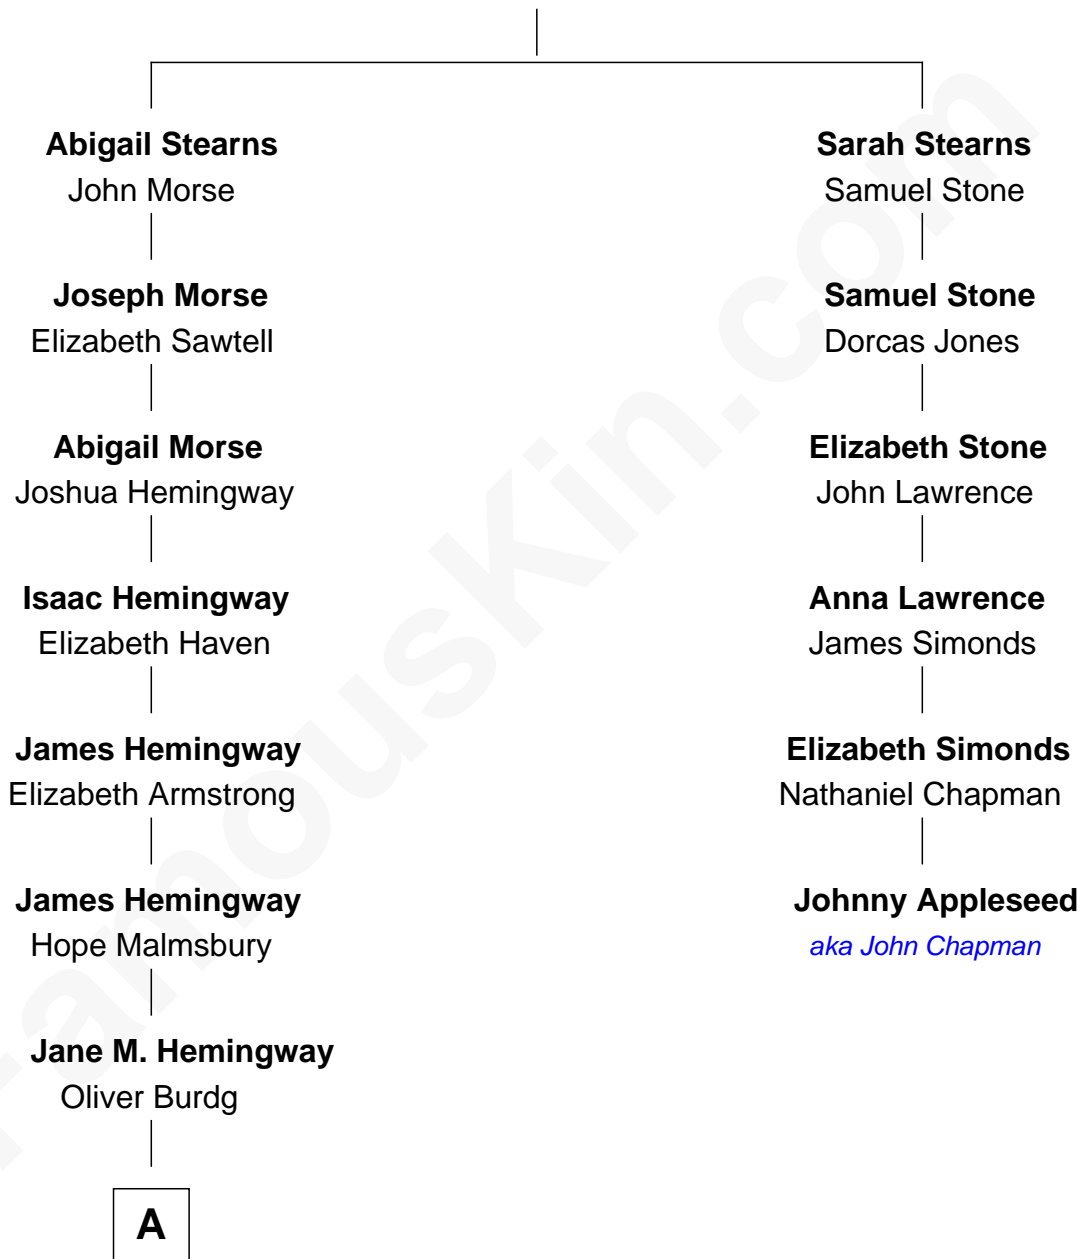 Abigail Stearns
John Morse
Joseph Morse
Elizabeth Sawtell
Abigail Morse
Joshua Hemingway
Isaac Hemingway
Elizabeth Haven
James Hemingway
Elizabeth Armstrong
James Hemingway
Hope Malmsbury
Jane M. Hemingway
Oliver Burdg
A
Sarah Stearns
Samuel Stone
Samuel Stone
Dorcas Jones
Elizabeth Stone
John Lawrence
Anna Lawrence
James Simonds
Elizabeth Simonds
Nathaniel Chapman
Johnny Appleseed
aka John Chapman
FamousKin.com